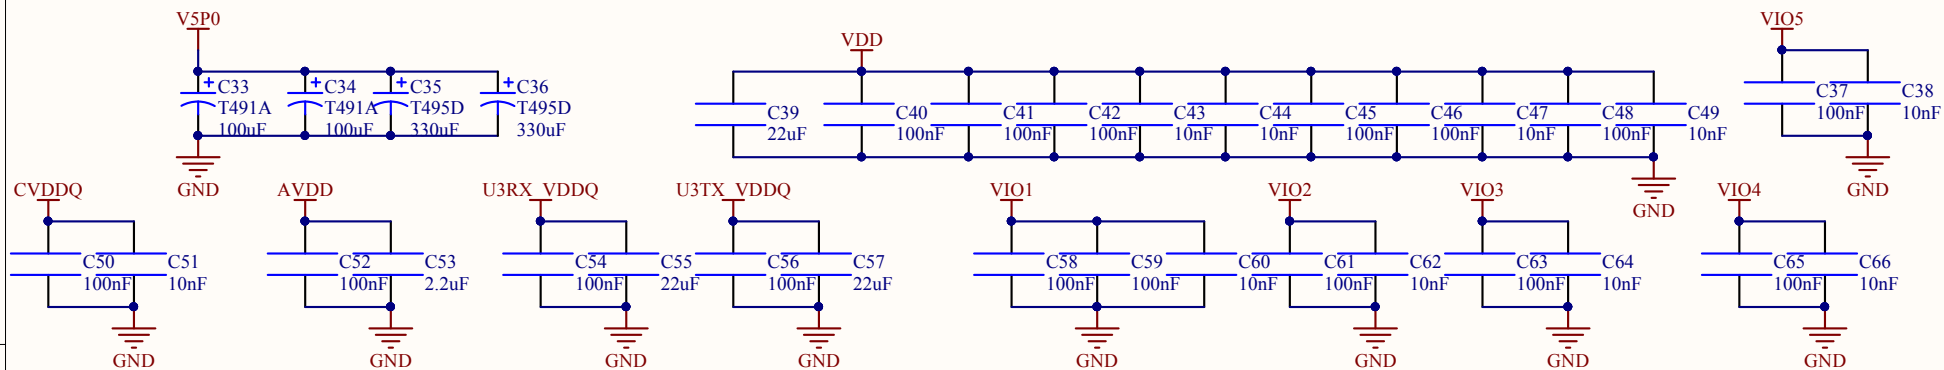 V5P0
C33
T491A
100uF
C34
T491A
100uF
C35
T495D
330uF
C36
T495D
330uF
GND
VDD
C39
22uF
C40
100nF
C41
100nF
C42
100nF
C43
10nF
C44
10nF
C45
100nF
C46
100nF
C47
10nF
C48
100nF
C49
10nF
GND
VIO5
C37
100nF
C38
10nF
GND
CVDDQ
C50
100nF
C51
10nF
GND
AVDD
C52
100nF
C53
2.2uF
GND
U3RX_VDDQ
C54
100nF
C55
22uF
GND
U3TX_VDDQ
C56
100nF
C57
22uF
GND
VIO1
C58
100nF
C59
100nF
C60
10nF
GND
VIO2
C61
100nF
C62
10nF
GND
VIO3
C63
100nF
C64
10nF
GND
VIO4
C65
100nF
C66
10nF
GND